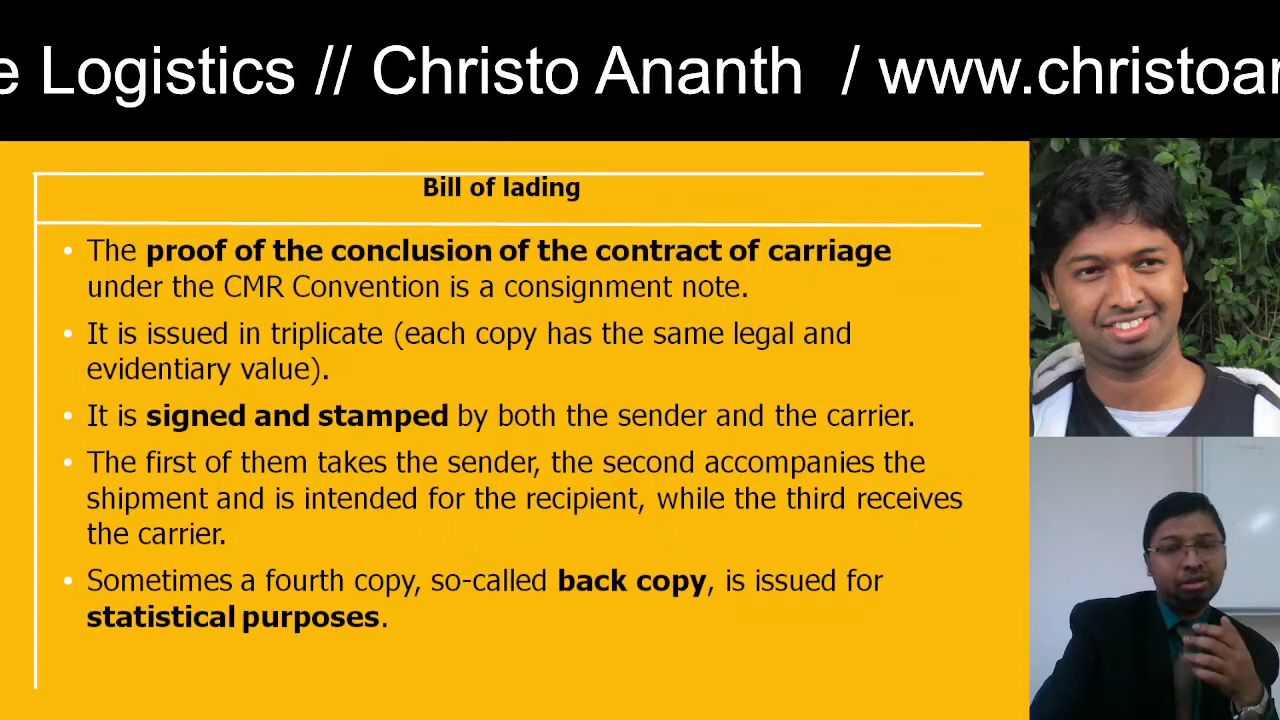 e Logistics // Christo Ananth / www.christoar
Bill of lading
• The proof of the conclusion of the contract of carriage
under the CMR Convention is a consignment note.
• It is issued in triplicate (each copy has the same legal and
evidentiary value).
• It is signed and stamped by both the sender and the carrier.
• The first of them takes the sender, the second accompanies the
shipment and is intended for the recipient, while the third receives
the carrier.
• Sometimes a fourth copy, so-called back copy, is issued for
statistical purposes.